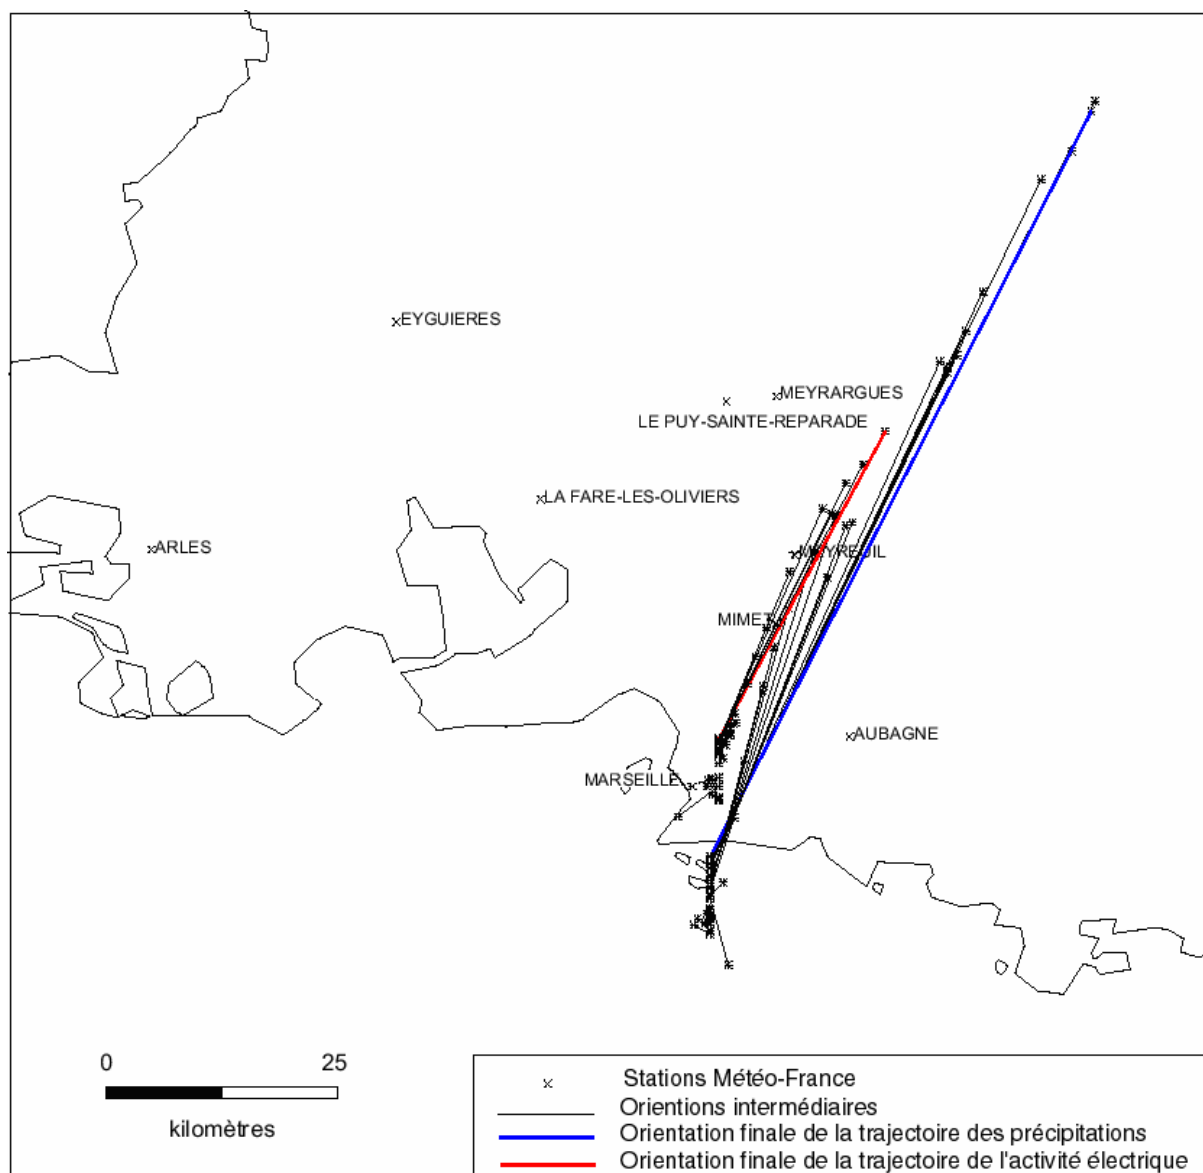 EYGUIERES
MEYRARGUES
LE PUY-SAINTE-REPARADE
LA FARE-LES-OLIVIERS
ARLES
MEYREUIL
MIMET
AUBAGNE
MARSEILLE
0 25
kilomètres
Stations Météo-France
Orientions intermédiaires
Orientation finale de la trajectoire des précipitations
Orientation finale de la trajectoire de l'activité électrique